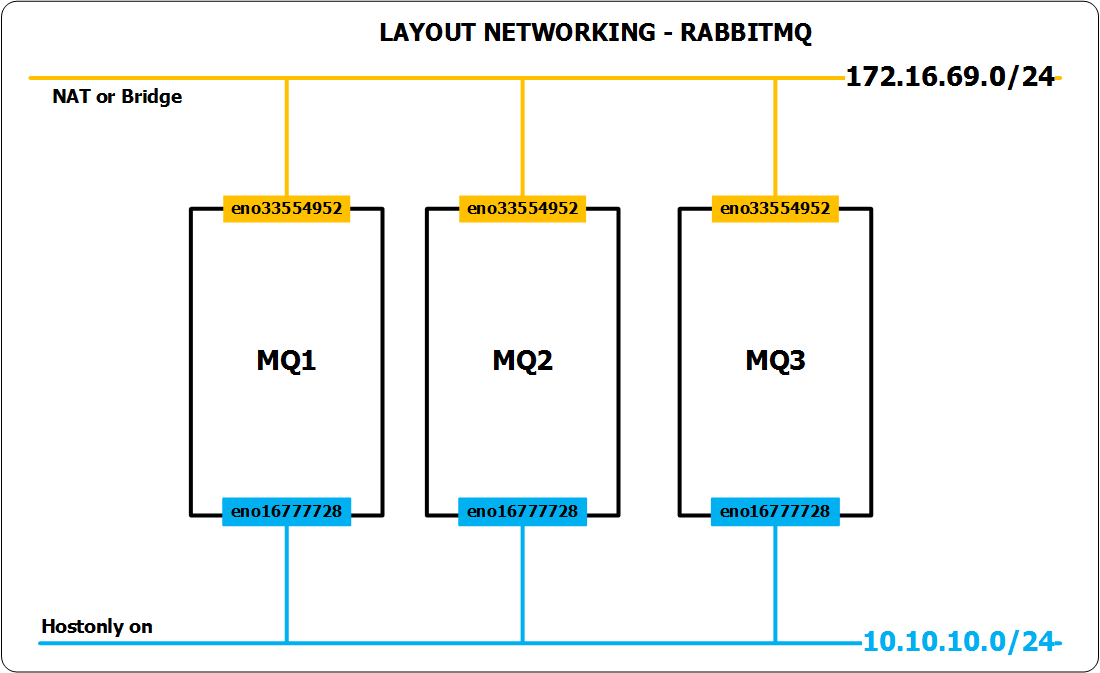 LAYOUT NETWORKING - RABBITMQ
172.16.69.0/24
NAT or Bridge
eno33554952
eno33554952
eno33554952
MQ1
MQ2
MQ3
eno16777728
eno16777728
eno16777728
Hostonly on
10.10.10.0/24